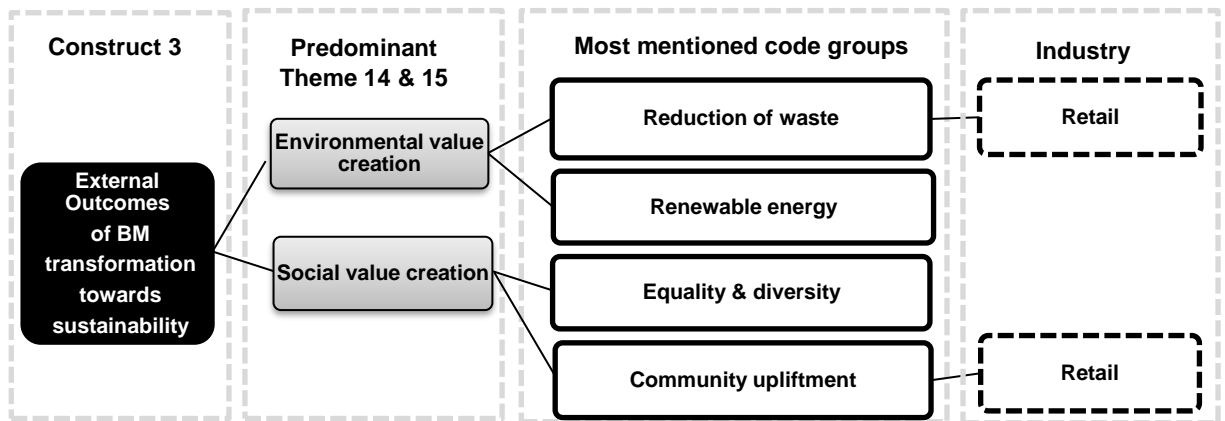 Construct 3
Predominant
Theme 14 & 15
Most mentioned code groups
Industry
External
Outcomes
of BM
transformation
towards
sustainability
Environmental value
creation
Social value creation
Reduction of waste
Renewable energy
Equality & diversity
Community upliftment
Retail
Retail